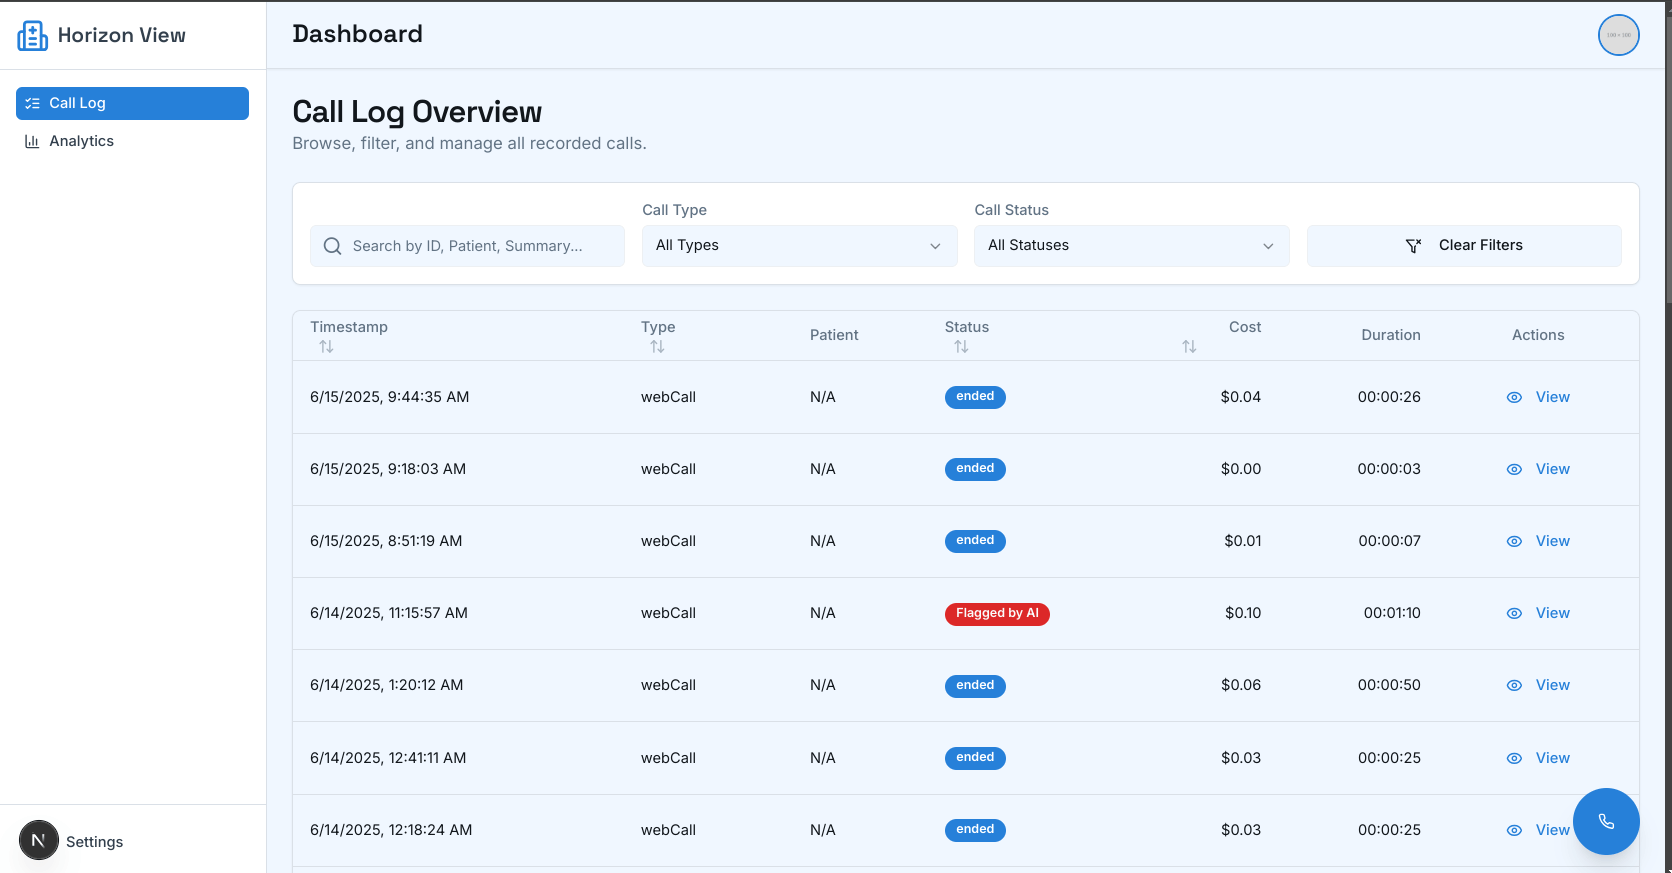 Horizon View
Dashboard
100 × 100
Call Log
Analytics
Call Log Overview
Browse, filter, and manage all recorded calls.
Call Type
Call Status
Search by ID, Patient, Summary...
All Types
All Statuses
Clear Filters
Timestamp Type Patient Status Cost Duration Actions
6/15/2025, 9:44:35 AM webCall N/A ended $0.04 00:00:26 View
6/15/2025, 9:18:03 AM webCall N/A ended $0.00 00:00:03 View
6/15/2025, 8:51:19 AM webCall N/A ended $0.01 00:00:07 View
6/14/2025, 11:15:57 AM webCall N/A Flagged by AI $0.10 00:01:10 View
6/14/2025, 1:20:12 AM webCall N/A ended $0.06 00:00:50 View
6/14/2025, 12:41:11 AM webCall N/A ended $0.03 00:00:25 View
6/14/2025, 12:18:24 AM webCall N/A ended $0.03 00:00:25 View
N Settings